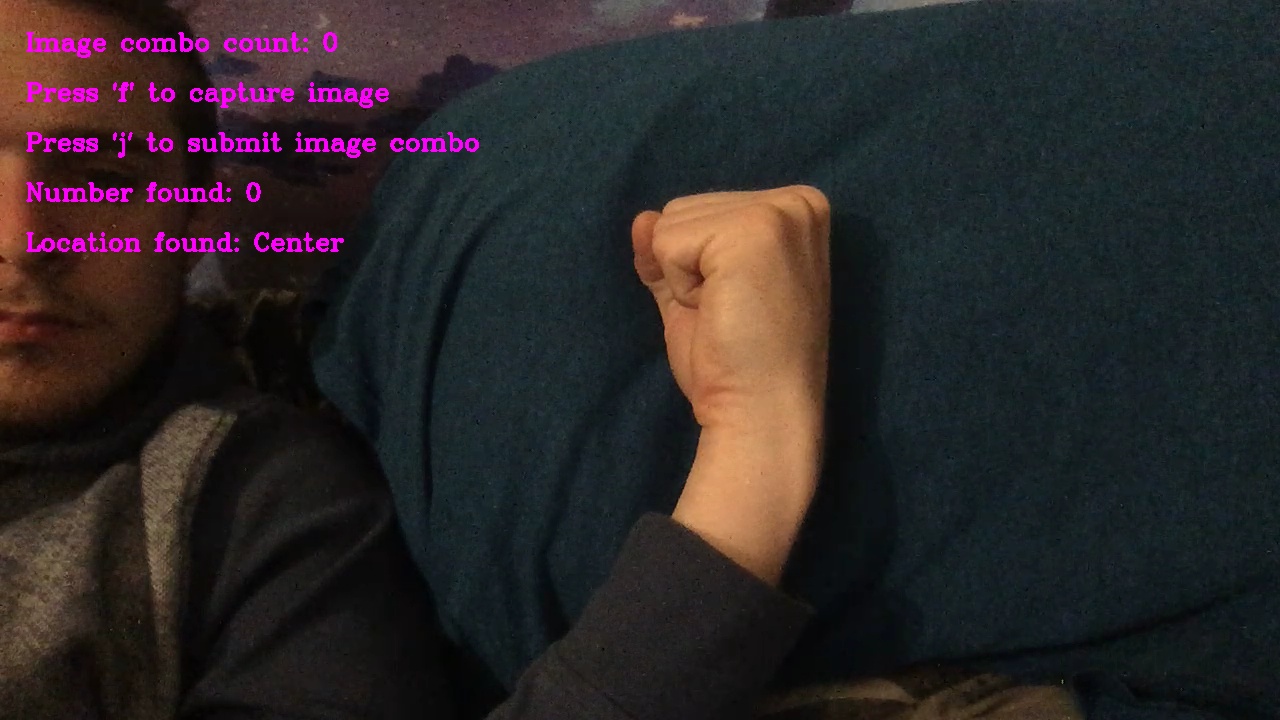 Image combo count: 0
Press 'f' to capture image
Press 'j' to submit image combo
Number found: 0
Location found: Center